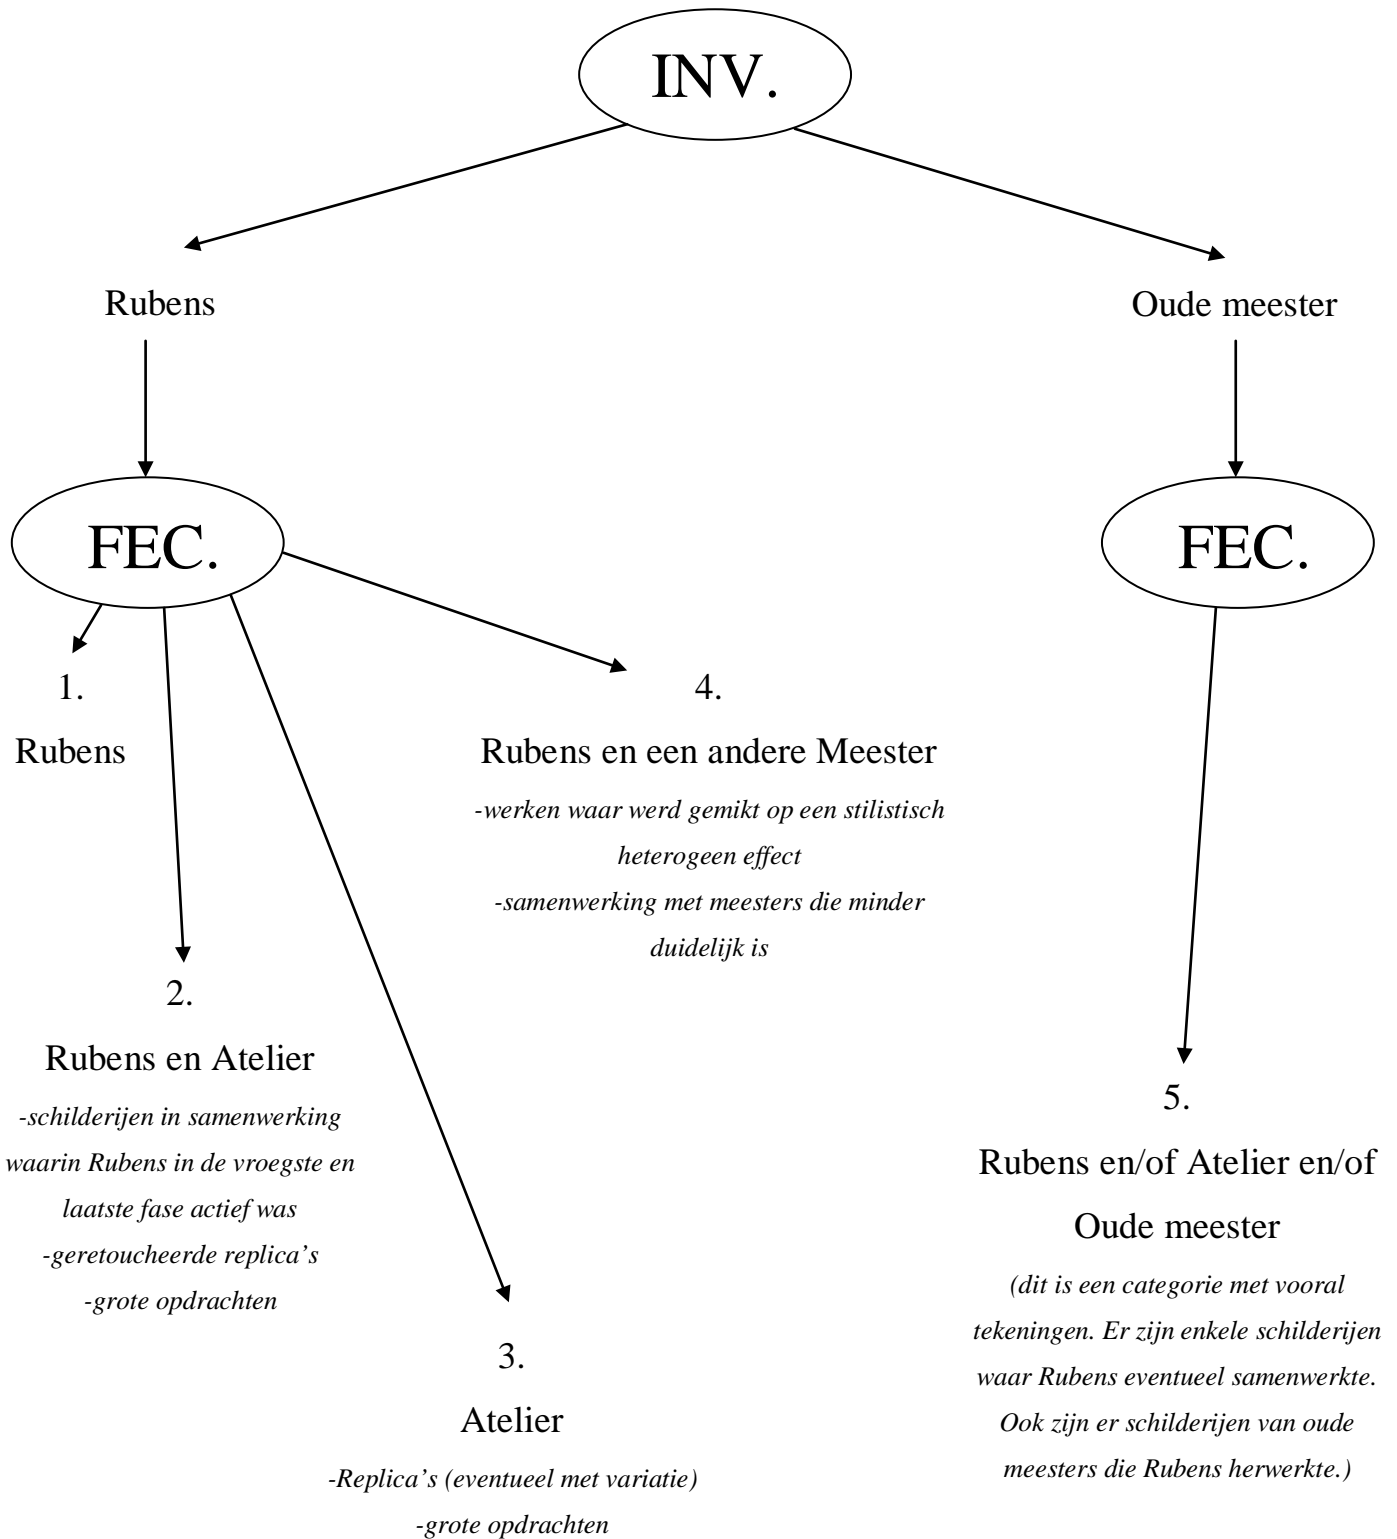 INV.
Rubens
Oude meester
FEC.
FEC.
1.
Rubens
4.
Rubens en een andere Meester
-werken waar werd gemikt op een stilistisch
heterogeen effect
-samenwerking met meesters die minder
duidelijk is
2.
Rubens en Atelier
-schilderijen in samenwerking
waarin Rubens in de vroegste en
laatste fase actief was
-geretoucheerde replica’s
-grote opdrachten
3.
Atelier
-Replica’s (eventueel met variatie)
-grote opdrachten
5.
Rubens en/of Atelier en/of
Oude meester
(dit is een categorie met vooral
tekeningen. Er zijn enkele schilderijen
waar Rubens eventueel samenwerkte.
Ook zijn er schilderijen van oude
meesters die Rubens herwerkte.)